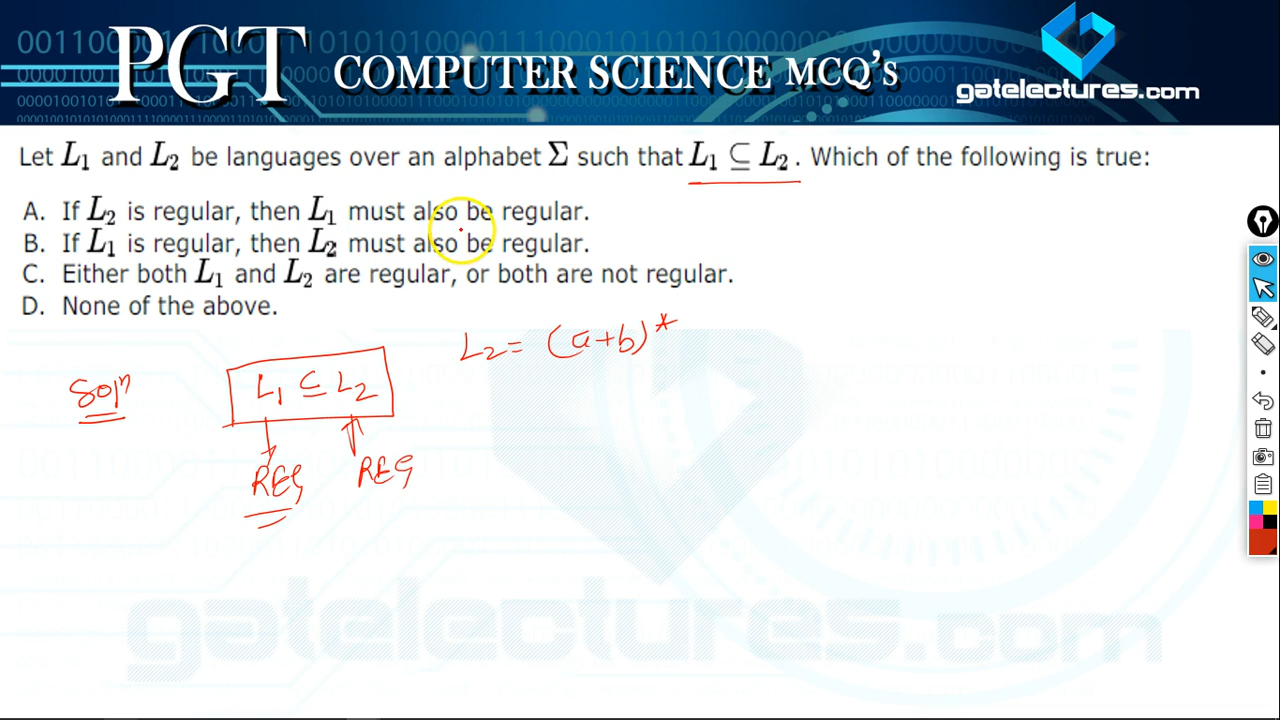 PGT COMPUTER SCIENCE MCQ's
gatelectures.com
Let L₁ and L₂ be languages over an alphabet Σ such that L₁ ⊆ L₂. Which of the following is true:
A. If L₂ is regular, then L₁ must also be regular.
B. If L₁ is regular, then L₂ must also be regular.
C. Either both L₁ and L₂ are regular, or both are not regular.
D. None of the above.
L₂ = (a+b)*
Solⁿ L₁ ⊆ L₂
REG REG
gatelectures.com